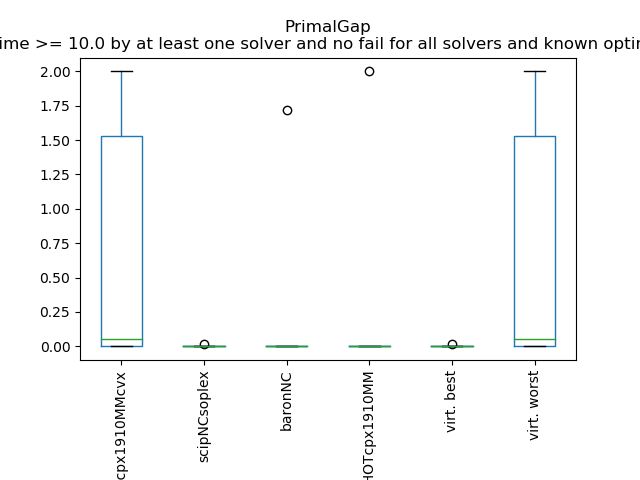 PrimalGap
ime >= 10.0 by at least one solver and no fail for all solvers and known optim
2.00
1.75
1.50
1.25
1.00
0.75
0.50
0.25
0.00
cpx1910MMcvx
scipNCsoplex
baronNC
HOTcpx1910MM
virt. best
virt. worst